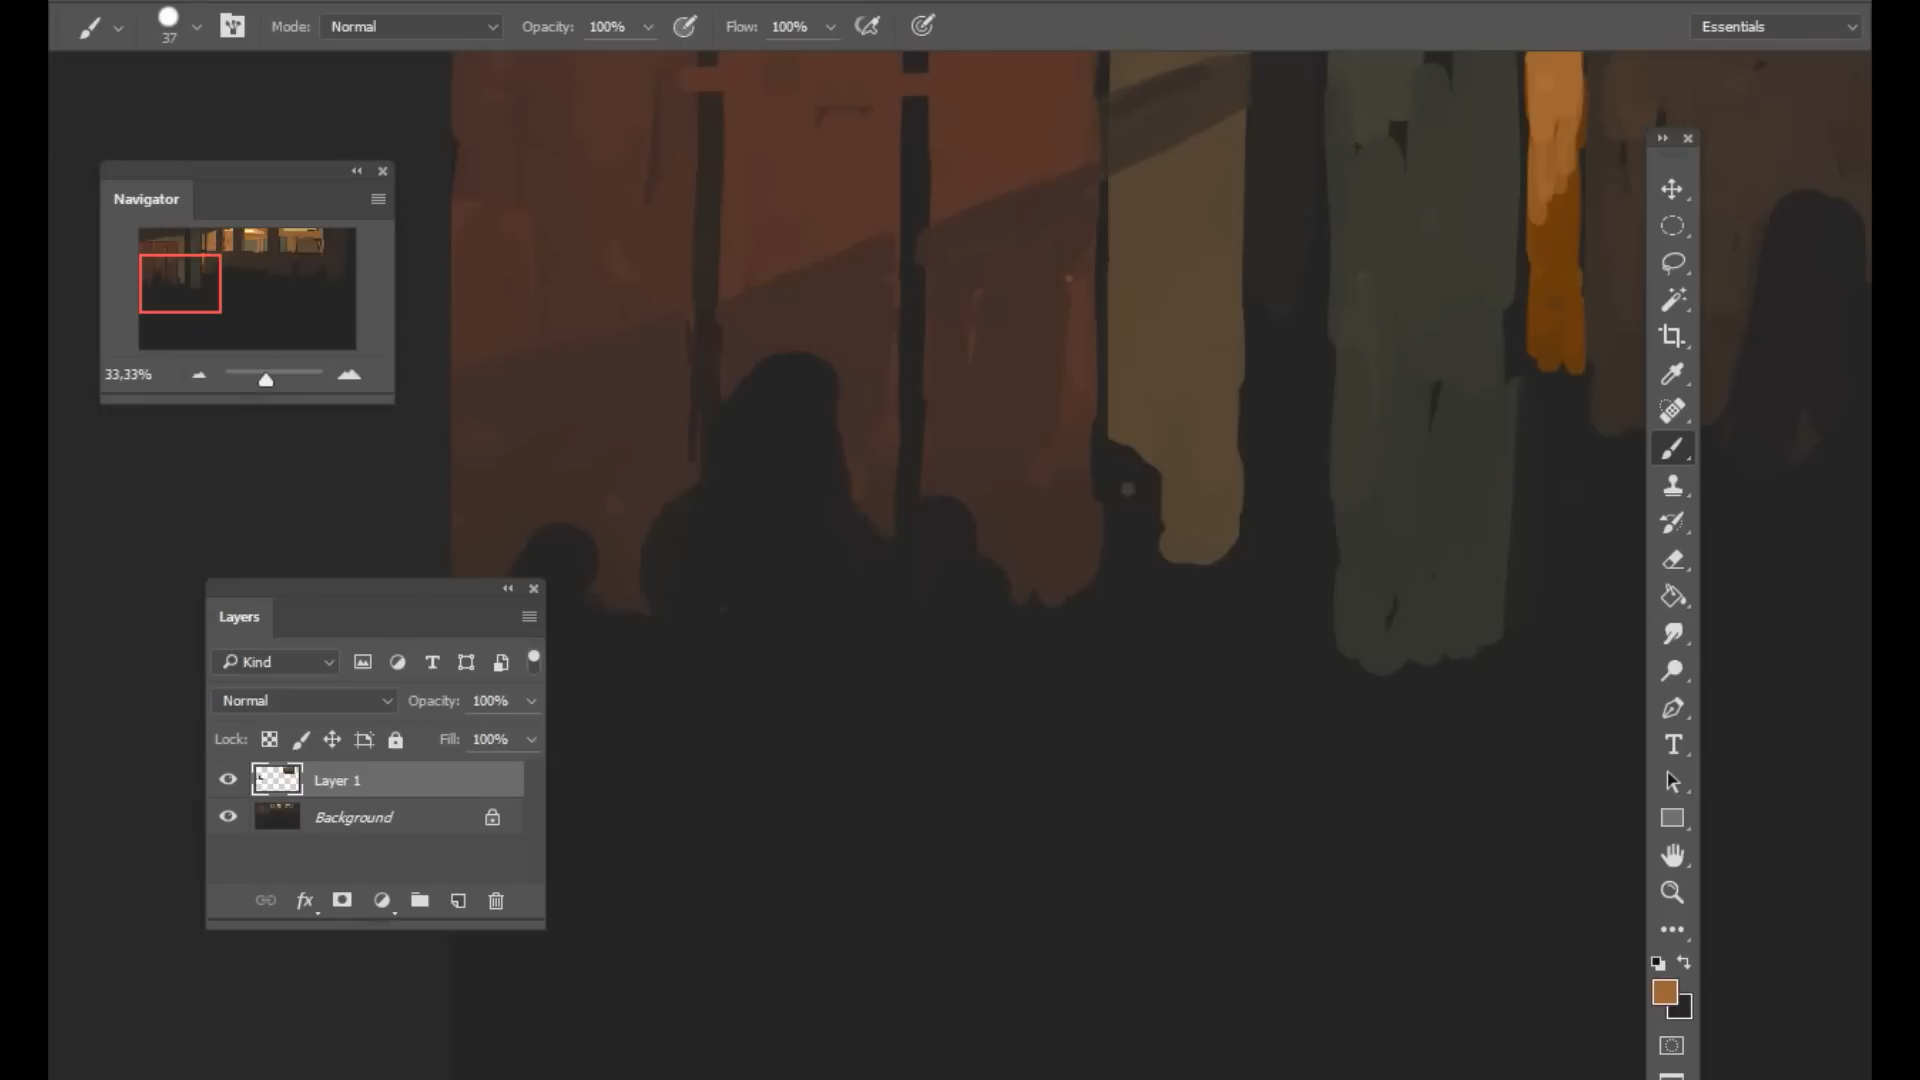 37
Mode: Normal
Opacity: 100%
Flow: 100%
Essentials
Navigator
33,33%
Layers
Kind
Normal
Opacity: 100%
Lock:
Fill: 100%
Layer 1
Background
fx